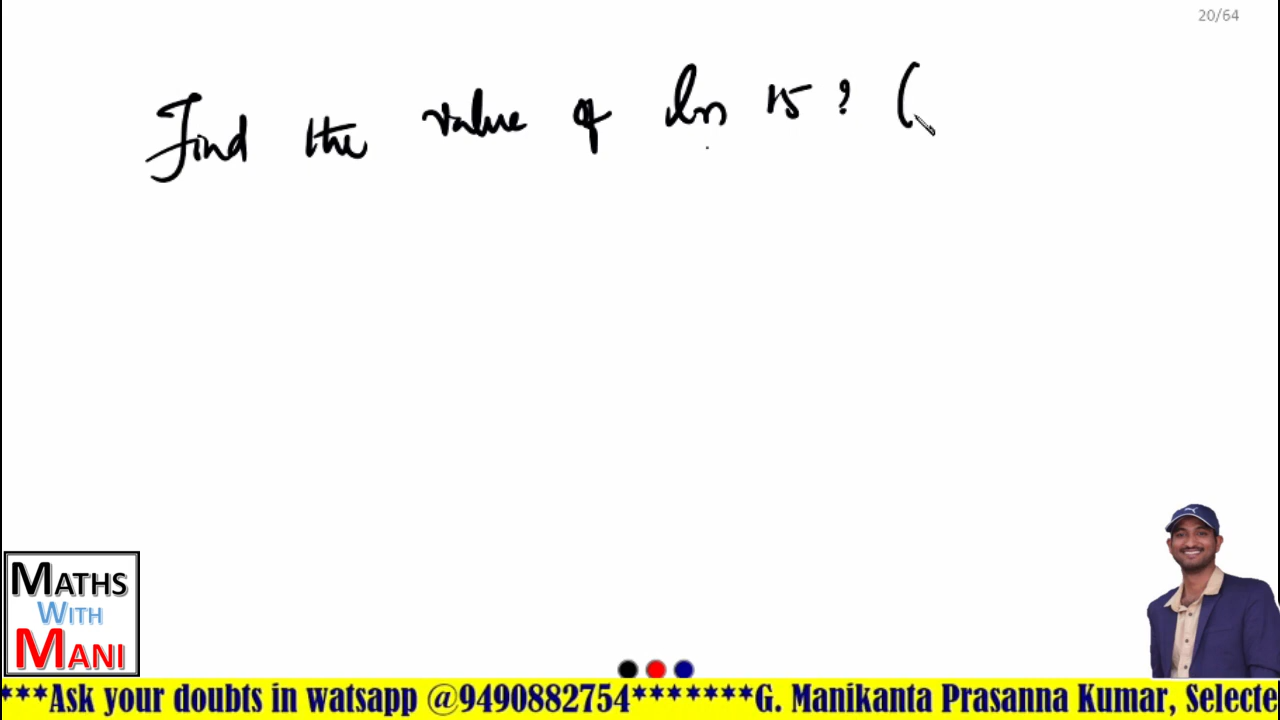 20/64
Find the value of ln 15 ? (
MATHS
WITH
MANI
***Ask your doubts in watsapp @9490882754*******G. Manikanta Prasanna Kumar, Selecte